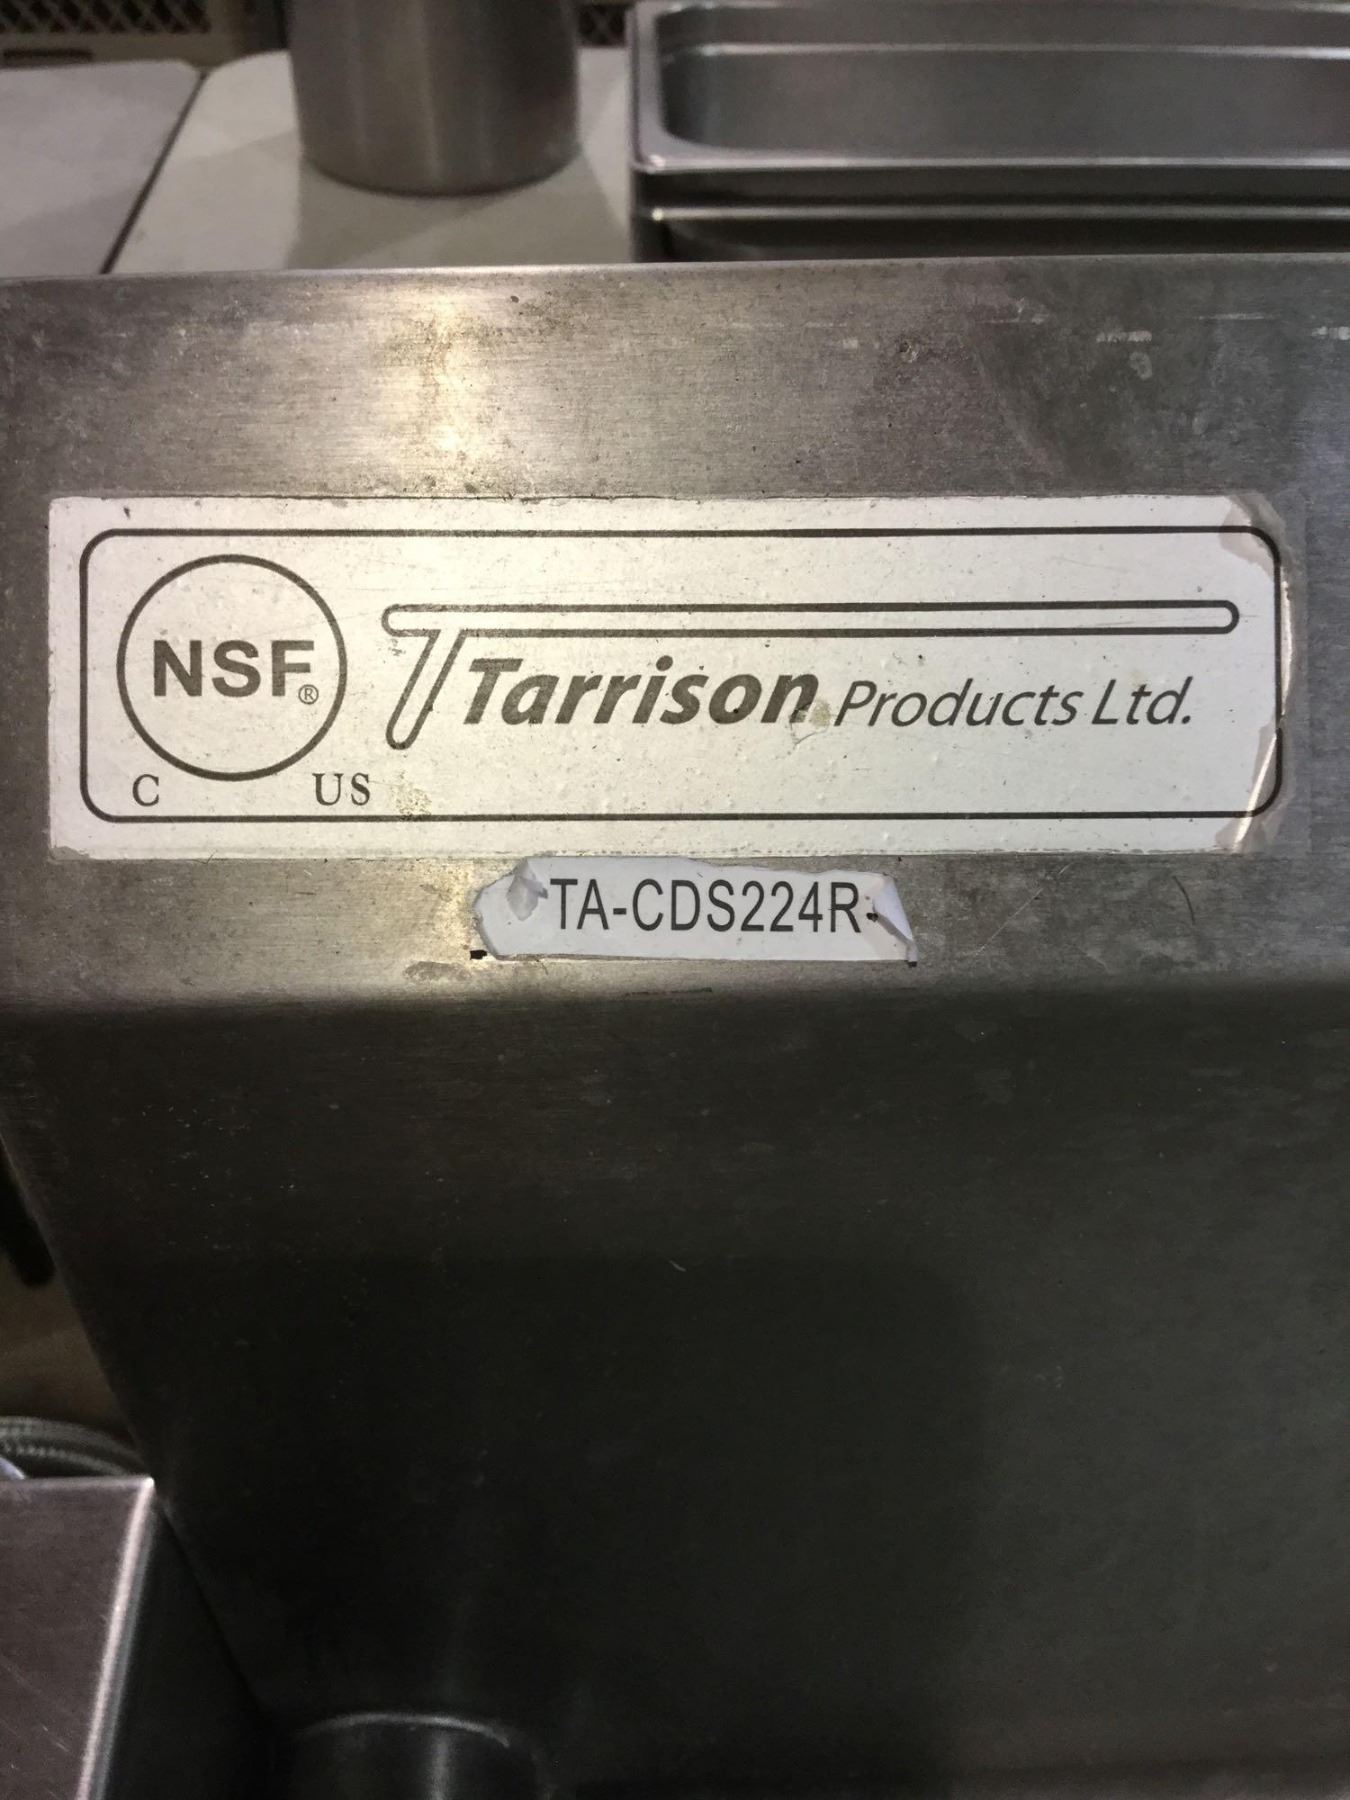 NSF®
C US
Tarrison Products Ltd.
TA-CDS224R